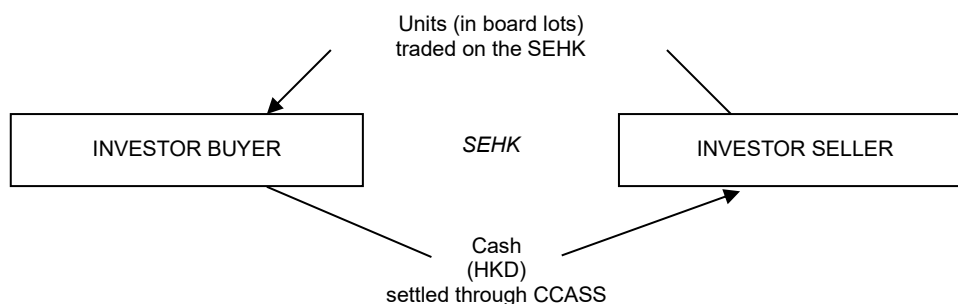 Units (in board lots)
traded on the SEHK
INVESTOR BUYER
SEHK
INVESTOR SELLER
Cash
(HKD)
settled through CCASS